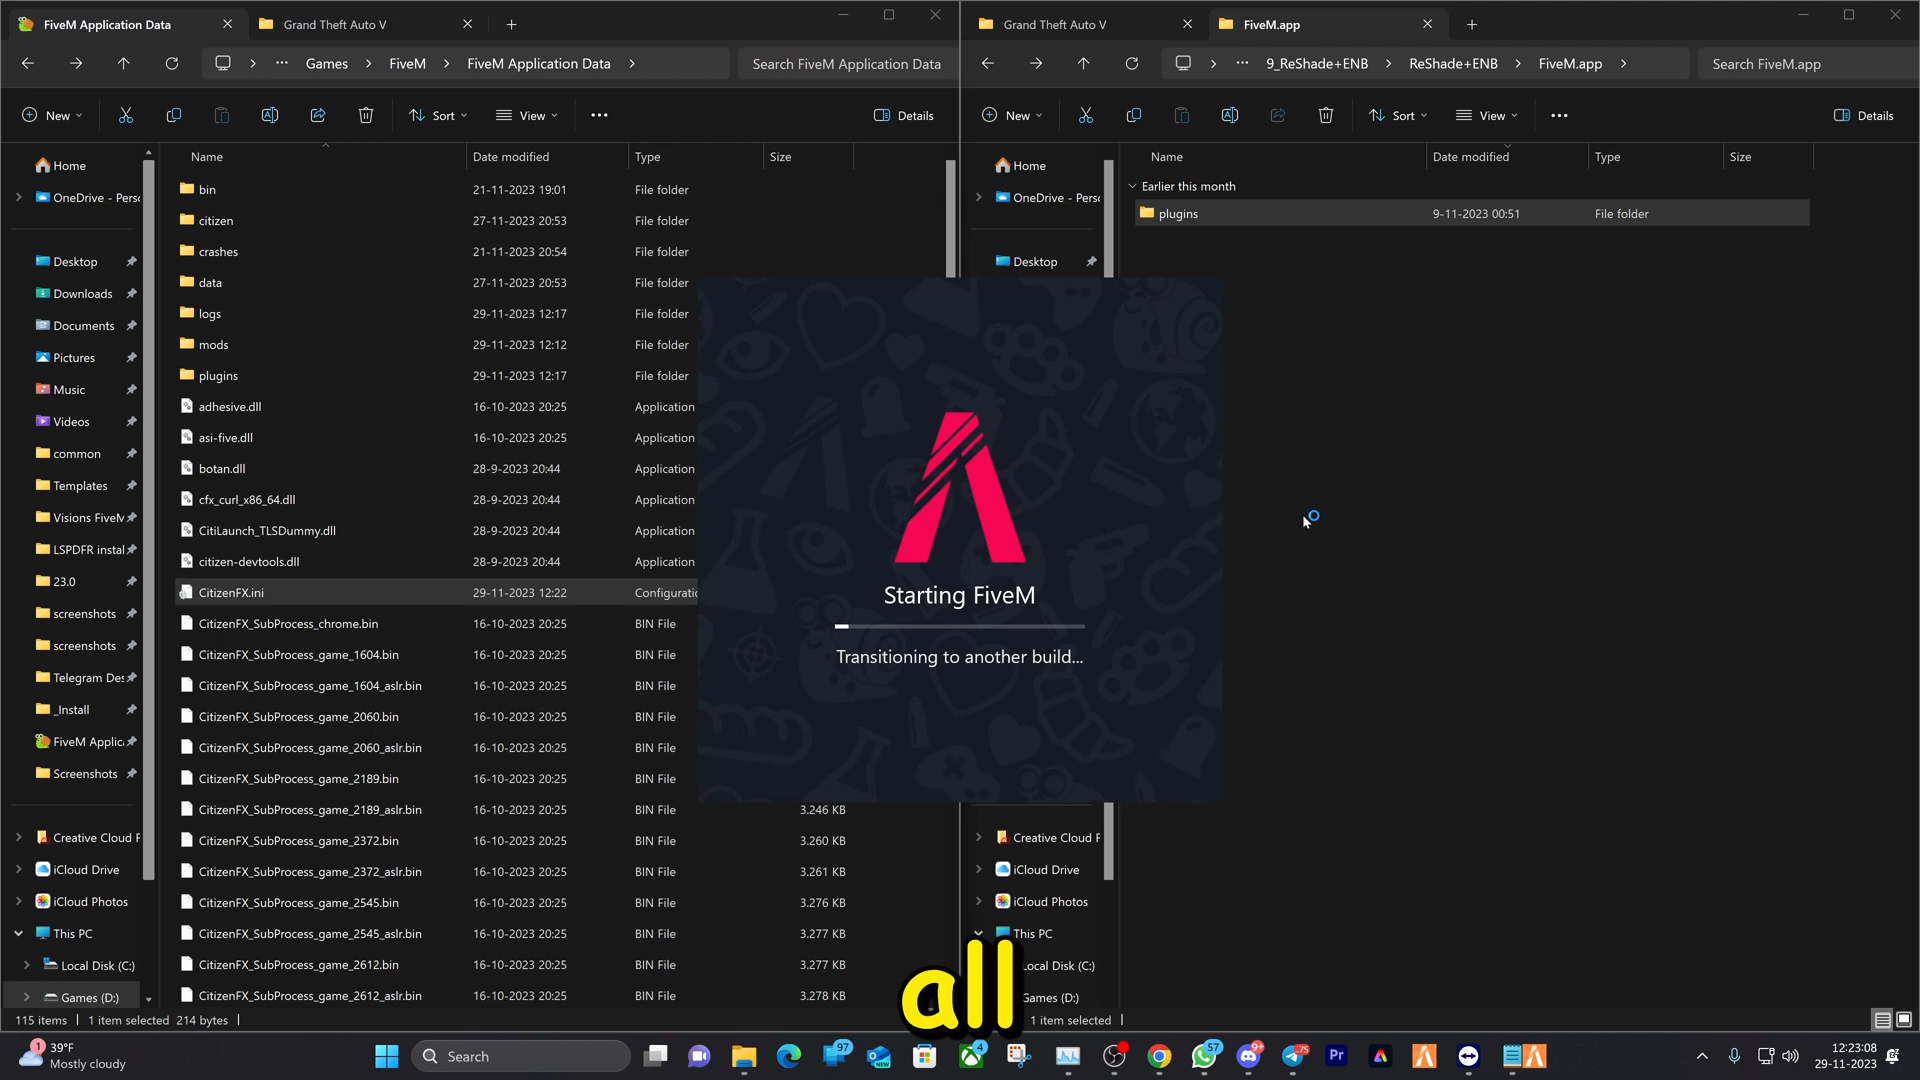 FiveM Application Data
Grand Theft Auto V
Grand Theft Auto V
FiveM.app
Games
FiveM
FiveM Application Data
Search FiveM Application Data
9_ReShade+ENB
ReShade+ENB
FiveM.app
Search FiveM.app
New
Sort
View
Details
New
Sort
View
Details
Home
OneDrive - Perso
Desktop
Downloads
Documents
Pictures
Music
Videos
common
Templates
Visions FiveM
LSPDFR instal
23.0
screenshots
screenshots
Telegram Des
_Install
FiveM Applic
Screenshots
Creative Cloud F
iCloud Drive
iCloud Photos
This PC
Local Disk (C:)
Games (D:)
Name Date modified Type Size
bin 21-11-2023 19:01 File folder
citizen 27-11-2023 20:53 File folder
crashes 21-11-2023 20:54 File folder
data 27-11-2023 20:53 File folder
logs 29-11-2023 12:17 File folder
mods 29-11-2023 12:12 File folder
plugins 29-11-2023 12:17 File folder
adhesive.dll 16-10-2023 20:25 Application
asi-five.dll 16-10-2023 20:25 Application
botan.dll 28-9-2023 20:44 Application
cfx_curl_x86_64.dll 28-9-2023 20:44 Application
CitiLaunch_TLSDummy.dll 28-9-2023 20:44 Application
citizen-devtools.dll 28-9-2023 20:44 Application
CitizenFX.ini 29-11-2023 12:22 Configuratio
CitizenFX_SubProcess_chrome.bin 16-10-2023 20:25 BIN File
CitizenFX_SubProcess_game_1604.bin 16-10-2023 20:25 BIN File
CitizenFX_SubProcess_game_1604_aslr.bin 16-10-2023 20:25 BIN File
CitizenFX_SubProcess_game_2060.bin 16-10-2023 20:25 BIN File
CitizenFX_SubProcess_game_2060_aslr.bin 16-10-2023 20:25 BIN File
CitizenFX_SubProcess_game_2189.bin 16-10-2023 20:25 BIN File
CitizenFX_SubProcess_game_2189_aslr.bin 16-10-2023 20:25 BIN File 3.246 KB
CitizenFX_SubProcess_game_2372.bin 16-10-2023 20:25 BIN File 3.260 KB
CitizenFX_SubProcess_game_2372_aslr.bin 16-10-2023 20:25 BIN File 3.261 KB
CitizenFX_SubProcess_game_2545.bin 16-10-2023 20:25 BIN File 3.276 KB
CitizenFX_SubProcess_game_2545_aslr.bin 16-10-2023 20:25 BIN File 3.277 KB
CitizenFX_SubProcess_game_2612.bin 16-10-2023 20:25 BIN File 3.277 KB
CitizenFX_SubProcess_game_2612_aslr.bin 16-10-2023 20:25 BIN File 3.278 KB
115 items 1 item selected 214 bytes
Starting FiveM
Transitioning to another build...
Home
OneDrive - Perso
Desktop
Creative Cloud F
iCloud Drive
iCloud Photos
This PC
Local Disk (C:)
Games (D:)
Name Date modified Type Size
Earlier this month
plugins 9-11-2023 00:51 File folder
1 item selected
all
1
39°F
Mostly cloudy
Search
97
NEW
4
57
9+
75
Pr
12:23:08
29-11-2023